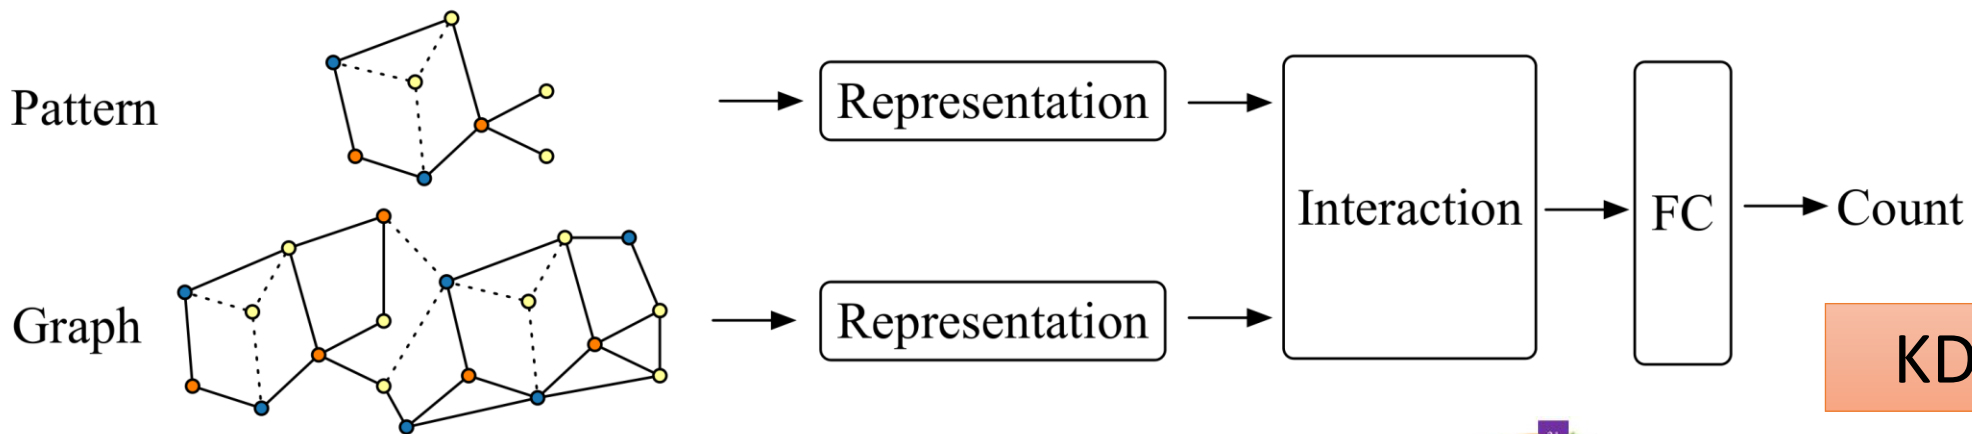 Pattern
Representation
Interaction
FC
Count
Graph
Representation
KD